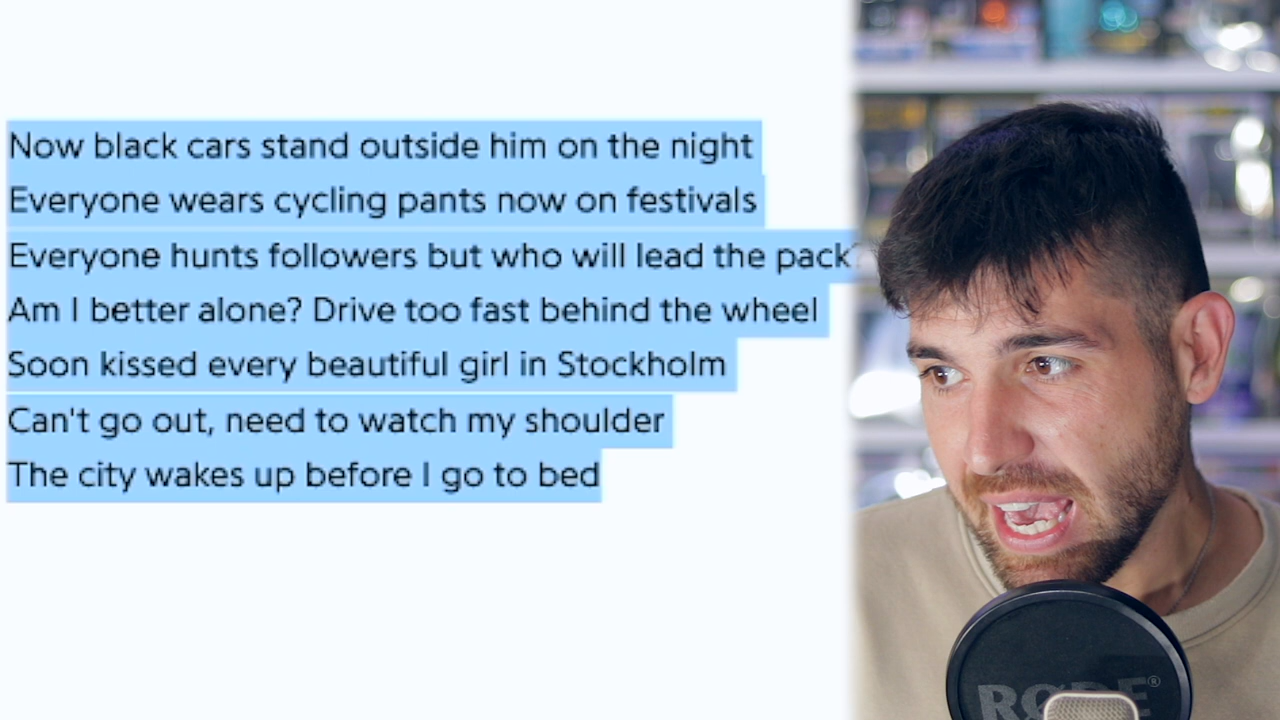 Now black cars stand outside him on the night
Everyone wears cycling pants now on festivals
Everyone hunts followers but who will lead the pack?
Am I better alone? Drive too fast behind the wheel
Soon kissed every beautiful girl in Stockholm
Can't go out, need to watch my shoulder
The city wakes up before I go to bed
RØDE®